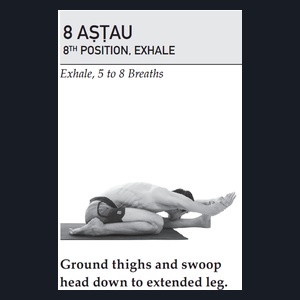 8 AṢṬAU
8TH POSITION, EXHALE
Exhale, 5 to 8 Breaths
Ground thighs and swoop
head down to extended leg.